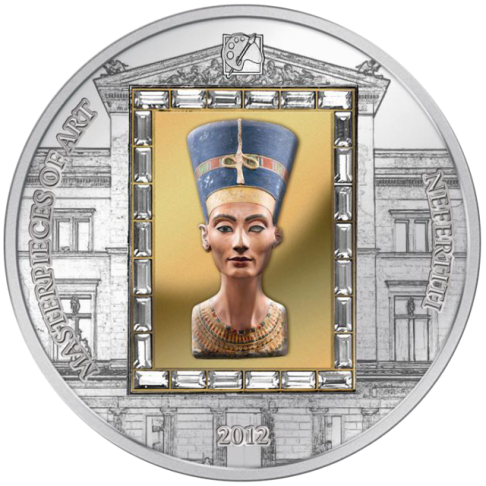 MASTERPIECES OF ART
NEFERTITI
2012